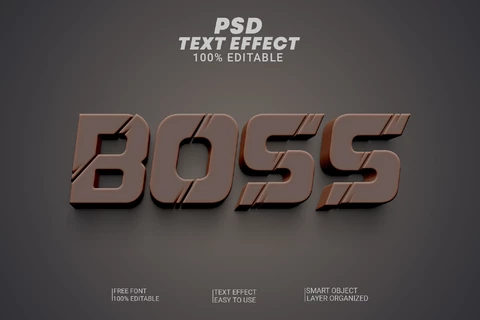 PSD
TEXT EFFECT
100% EDITABLE
BOSS
FREE FONT
100% EDITABLE
TEXT EFFECT
EASY TO USE
SMART OBJECT
LAYER ORGANIZED